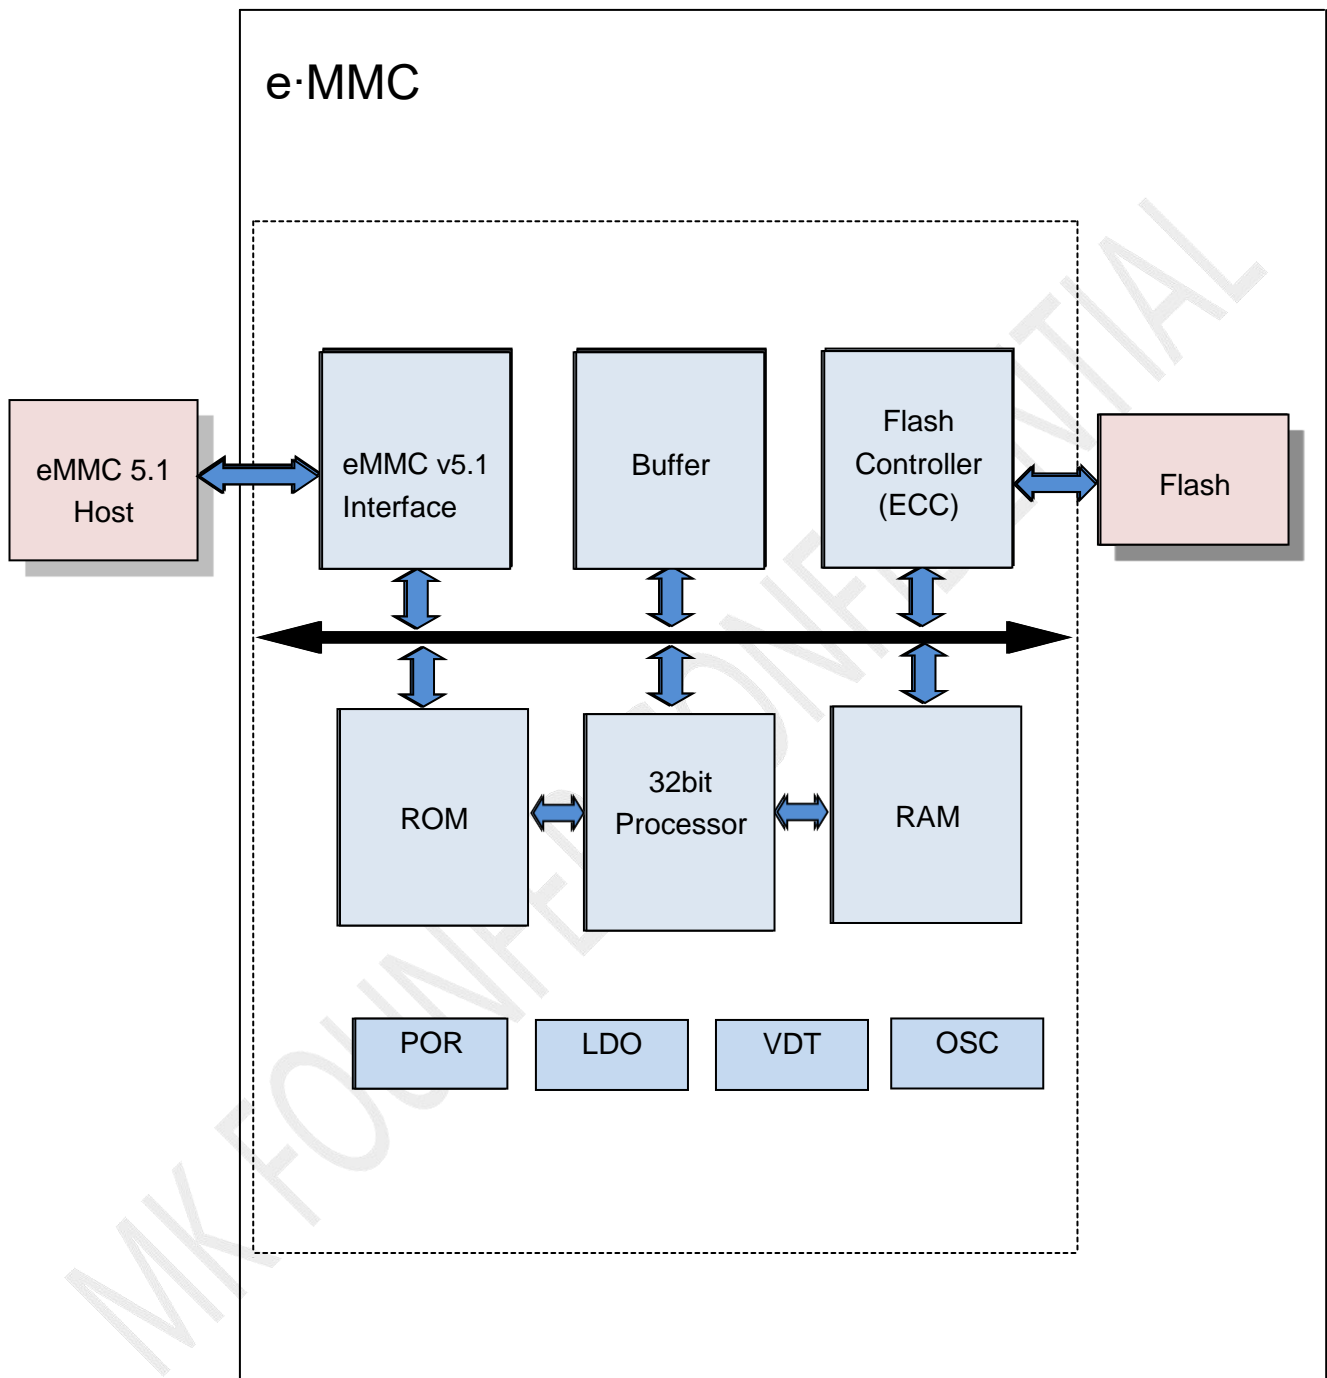 e·MMC
eMMC 5.1
Host
eMMC v5.1
Interface
Buffer
Flash
Controller
(ECC)
Flash
ROM
32bit
Processor
RAM
POR
LDO
VDT
OSC